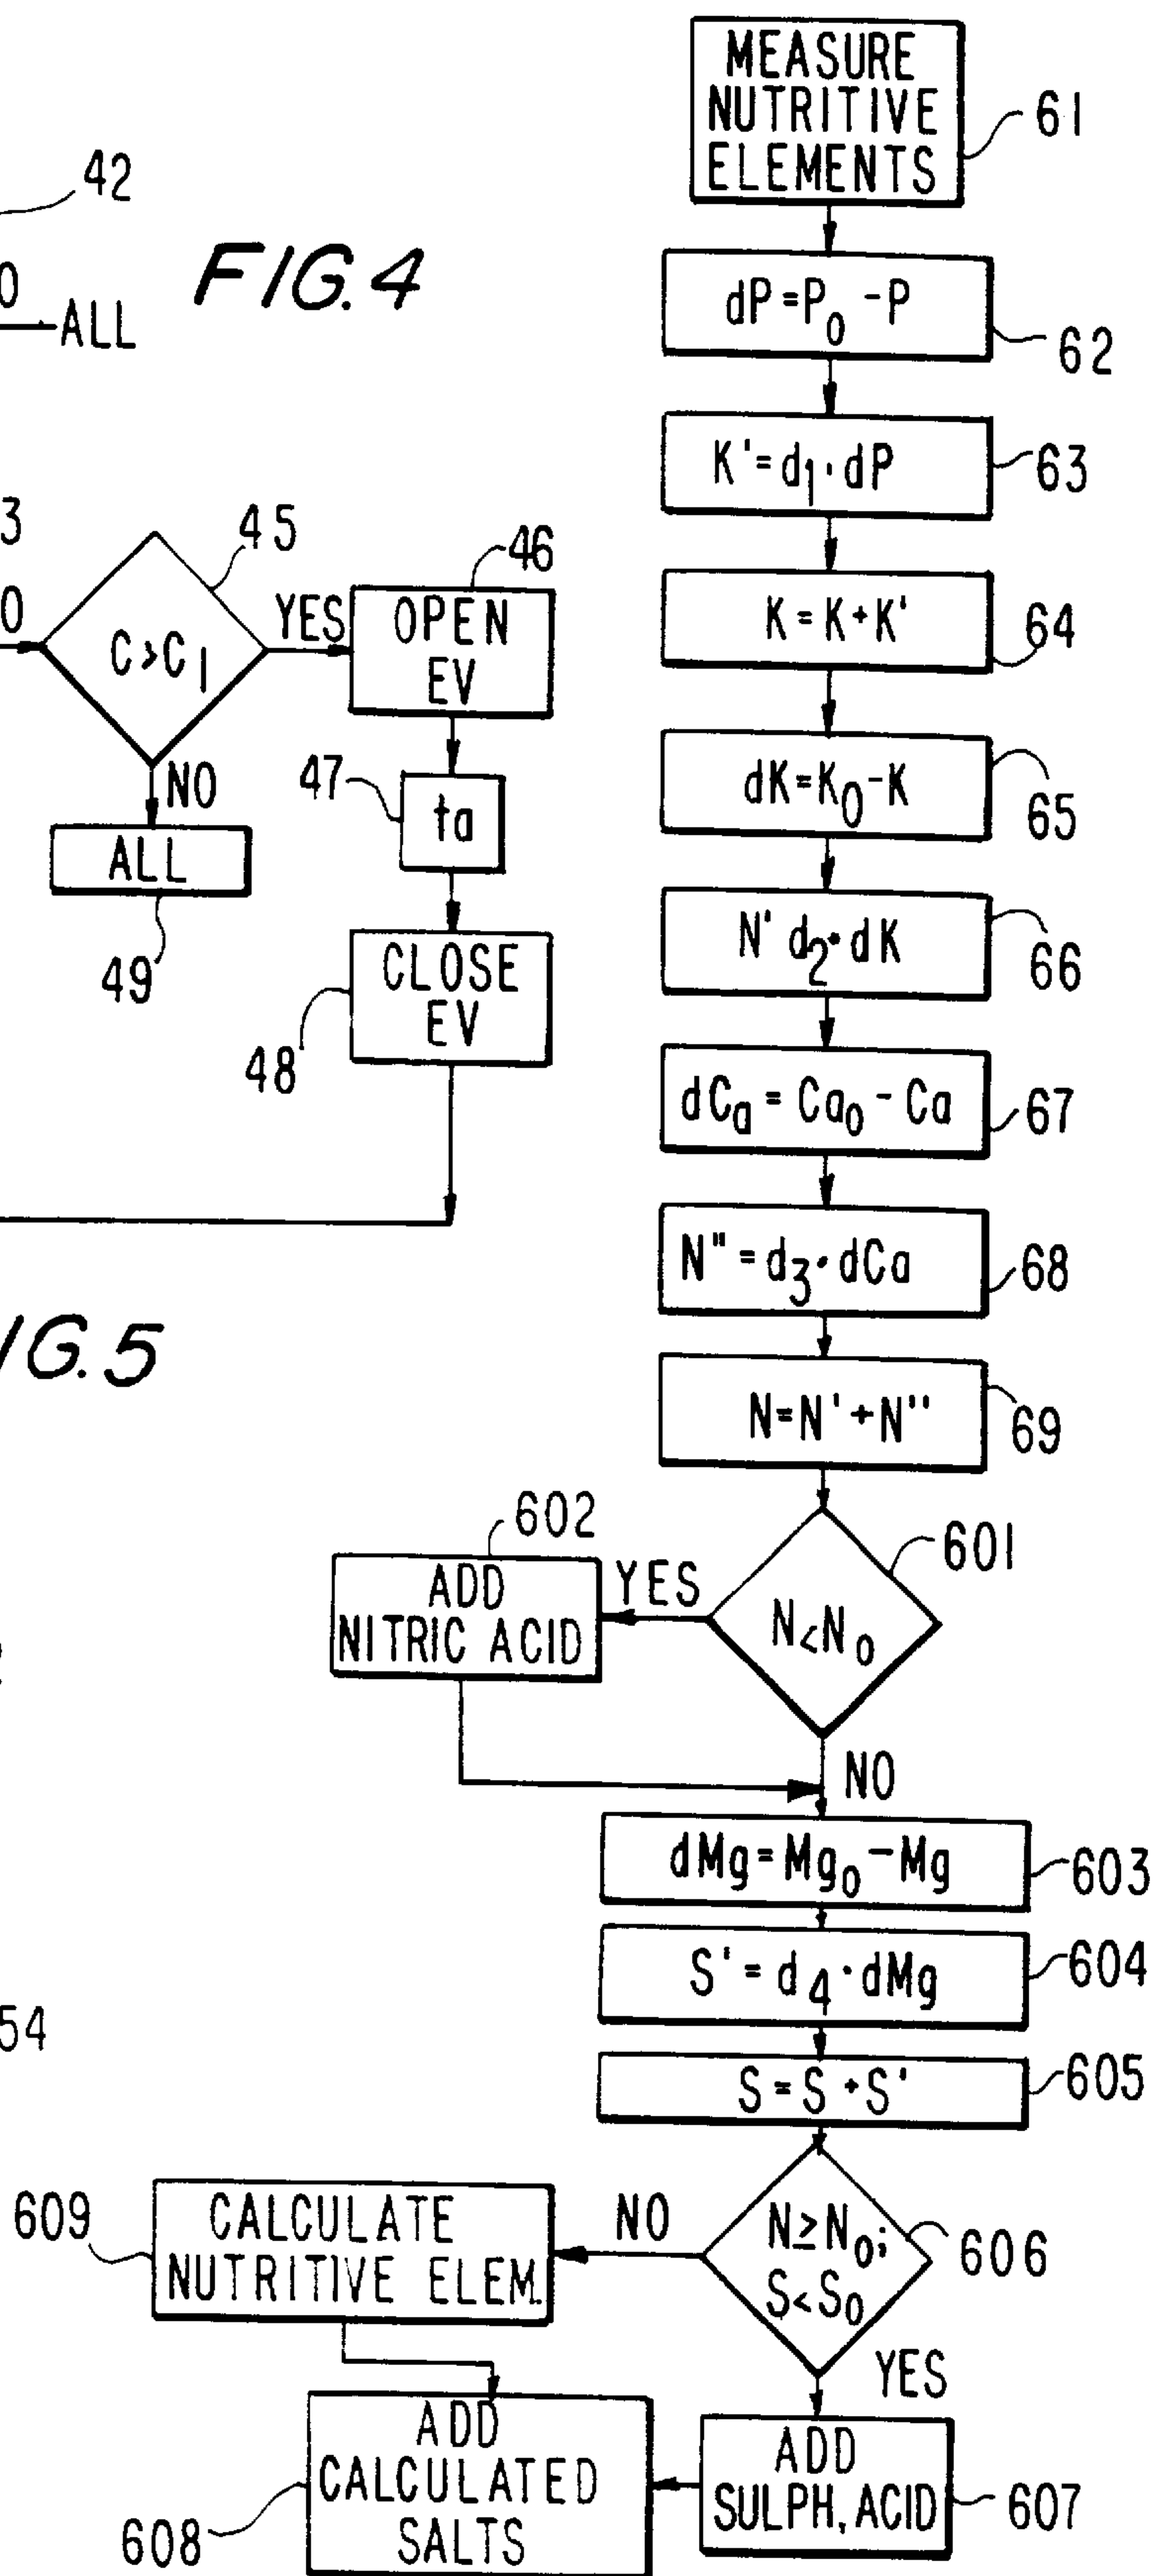 42
FIG.4
0
ALL
3
0
45
C>C1
YES
46
OPEN
EV
NO
47
ta
ALL
49
CLOSE
EV
48
IG.5
54
MEASURE
NUTRITIVE
ELEMENTS
61
dP=P0-P
62
K'=d1·dP
63
K=K+K'
64
dK=K0-K
65
N' d2·dK
66
dCa=Ca0-Ca
67
N"=d3·dCa
68
N=N'+N''
69
602
ADD
NITRIC ACID
YES
601
N<N0
NO
dMg=Mg0-Mg
603
S'=d4·dMg
604
S=S+S'
605
609
CALCULATE
NUTRITIVE ELEM.
NO
N≥N0;
S<S0
606
YES
ADD
CALCULATED
SALTS
608
ADD
SULPH, ACID
607